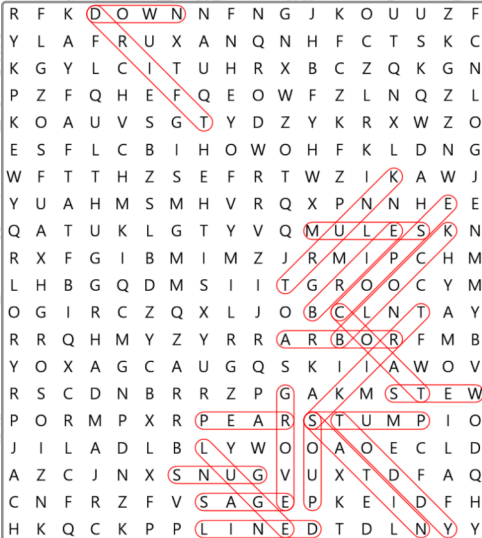 R F K D O W N N F N G J K O U U Z F
Y L A F R U X A N Q N H F C T S K C
K G Y L C I T U H R X B C Z Q K G N
P Z F Q H E F Q E O W F Z L N Q Z L
K O A U V S G T Y D Z Y K R X W Z O
E S F L C B I H O W O H F K L D N G
W F T T H Z S E F R T W Z I K A W J
Y U A H M S M H V R Q X P N N H E E
Q A T U K L G T Y V Q M U L E S K N
R X F G I B M I M Z J R M I P C H M
L H B G Q D M S I I T G R O O C Y M
O G I R C Z Q X L J O B C L N T A Y
R R Q H M Y Z Y R R A R B O R F M B
Y O X A G C A U G Q S K I I A W O V
R S C D N B R R Z P G A K M S T E W
P O R M P X R P E A R S T U M P I O
J I L A D L B L Y W O O A O E C L D
A Z C J N X S N U G V U X T D F A Q
C N F R Z F V S A G E P K E I D F H
H K Q C K P P L I N E D T D L N Y Y